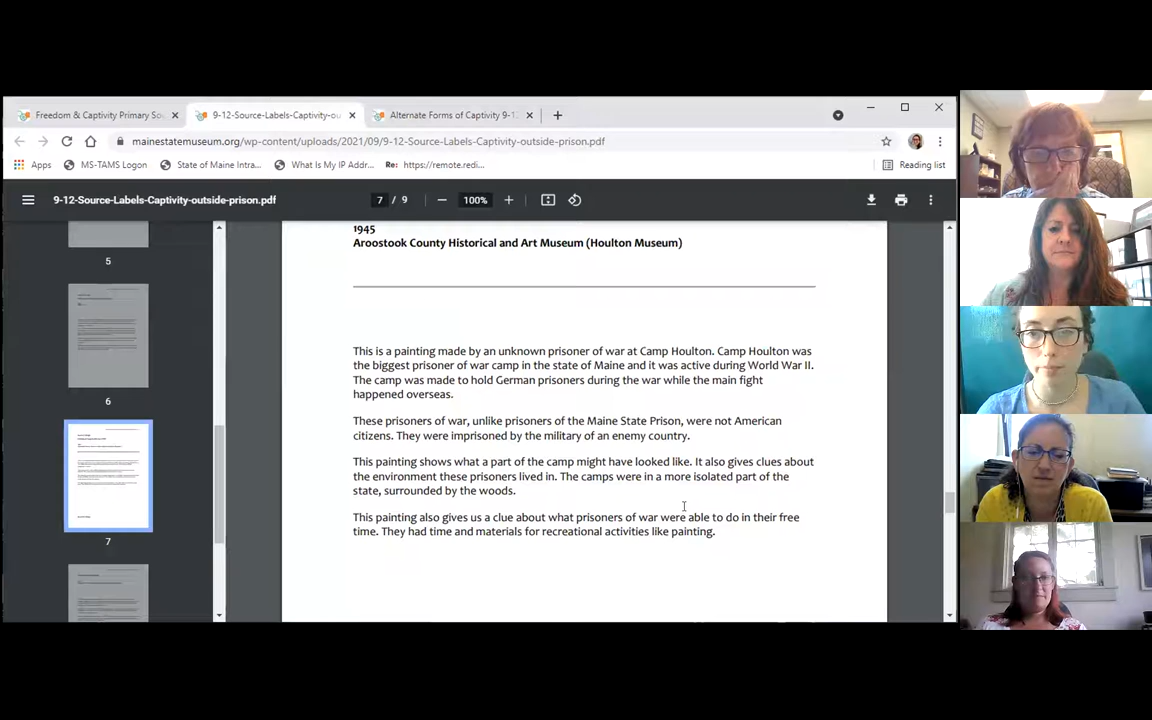 Freedom & Captivity Primary So
9-12-Source-Labels-Captivity-ou
Alternate Forms of Captivity 9-1
mainestatemuseum.org/wp-content/uploads/2021/09/9-12-Source-Labels-Captivity-outside-prison.pdf
Apps
MS-TAMS Logon
State of Maine Intra...
What Is My IP Addr...
Re: https://remote.redi...
Reading list
9-12-Source-Labels-Captivity-outside-prison.pdf
7 / 9
100%
5
6
7
1945
Aroostook County Historical and Art Museum (Houlton Museum)
This is a painting made by an unknown prisoner of war at Camp Houlton. Camp Houlton was
the biggest prisoner of war camp in the state of Maine and it was active during World War II.
The camp was made to hold German prisoners during the war while the main fight
happened overseas.
These prisoners of war, unlike prisoners of the Maine State Prison, were not American
citizens. They were imprisoned by the military of an enemy country.
This painting shows what a part of the camp might have looked like. It also gives clues about
the environment these prisoners lived in. The camps were in a more isolated part of the
state, surrounded by the woods.
This painting also gives us a clue about what prisoners of war were able to do in their free
time. They had time and materials for recreational activities like painting.